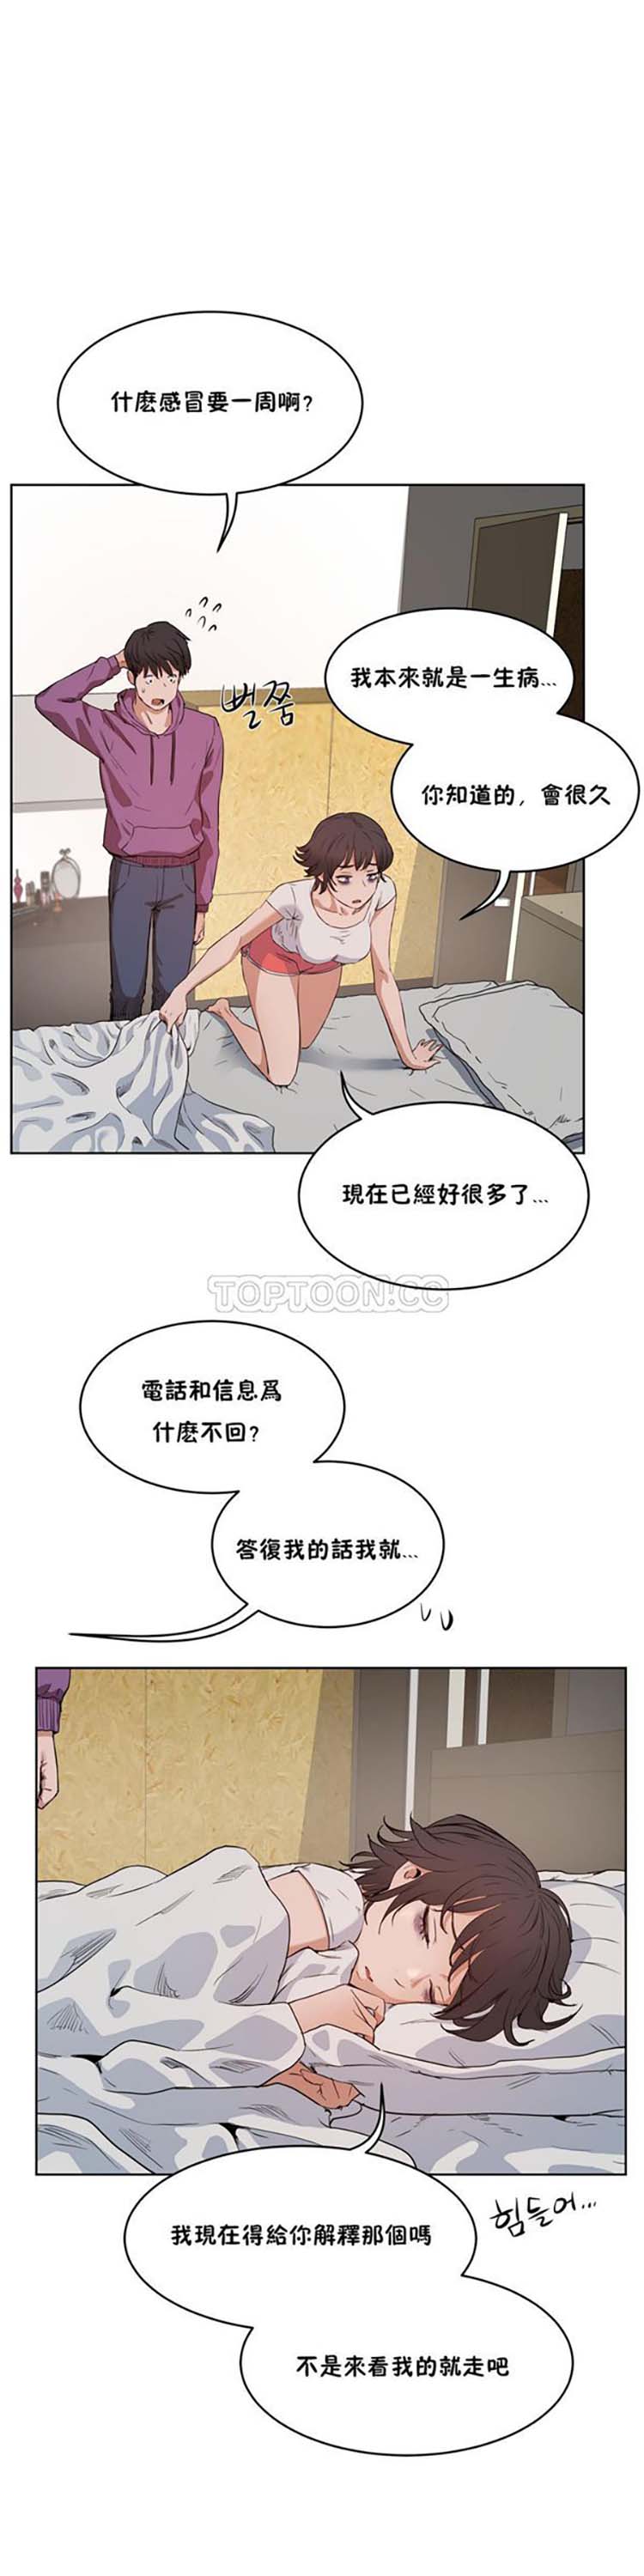 什麽感冒要一周啊?
벌쭘
我本來就是一生病...
你知道的, 會很久
現在已經好很多了...
TOPTOON.CC
電話和信息爲
什麽不回?
答復我的話我就...
我現在得給你解釋那個嗎
힘들어...
不是來看我的就走吧